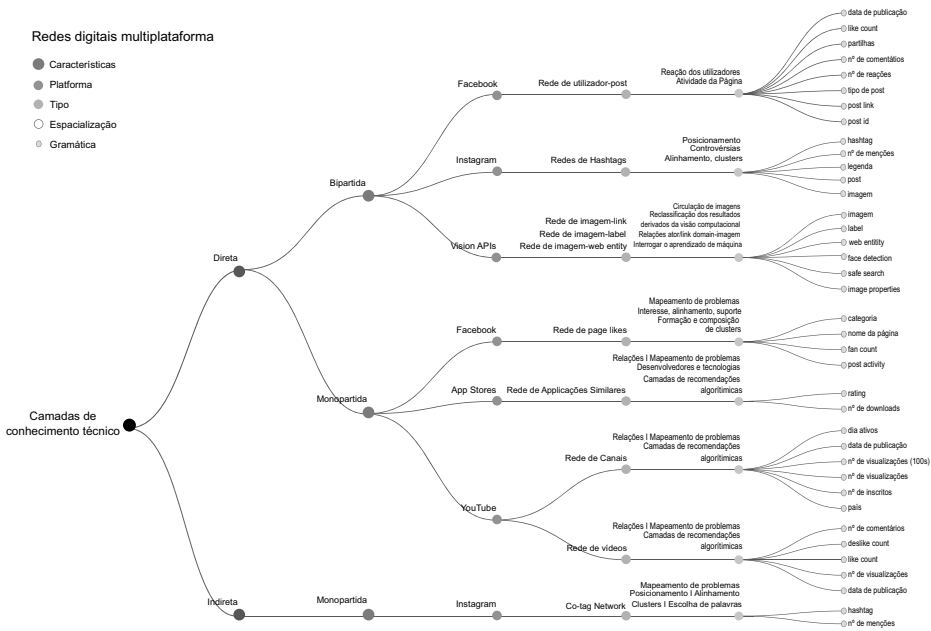 Redes digitais multiplataforma
Características
Platforma
Tipo
Espacialização
Gramática
Camadas de
conhecimento técnico
Direta
Indireta
Bipartida
Monopartida
Monopartida
Facebook
Rede de utilizador-post
Reação dos utilizadores
Atividade da Página
data de publicação
like count
partilhas
nº de comentátios
nº de reações
tipo de post
post link
post id
Instagram
Redes de Hashtags
Posicionamento
Controvérsias
Alinhamento, clusters
hashtag
nº de menções
legenda
post
imagem
Vision APIs
Rede de imagem-link
Rede de imagem-label
Rede de imagem-web entity
Circulação de imagens
Reclassificação dos resultados
derivados da visão computacional
Relações ator/link domain-imagem
Interrogar o aprendizado de máquina
imagem
label
web entitity
face detection
safe search
image properties
Facebook
Rede de page likes
Mapeamento de problemas
Interesse, alinhamento, suporte
Formação e composição
de clusters
categoria
nome da página
fan count
post activity
App Stores
Rede de Applicações Similares
Relações I Mapeamento de problemas
Desenvolvedores e tecnologias
Camadas de recomendações
algorítimicas
rating
nº de downloads
YouTube
Rede de Canais
Relações I Mapeamento de problemas
Camadas de recomendações
algorítimicas
dia ativos
data de publicação
nº de visualizações (100s)
nº de visualizações
nº de inscritos
país
Rede de vídeos
Relações I Mapeamento de problemas
Camadas de recomendações
algorítimicas
nº de comentários
deslike count
like count
nº de visualizações
data de publicação
Instagram
Co-tag Network
Mapeamento de problemas
Posicionamento I Alinhamento
Clusters I Escolha de palavras
hashtag
nº de menções